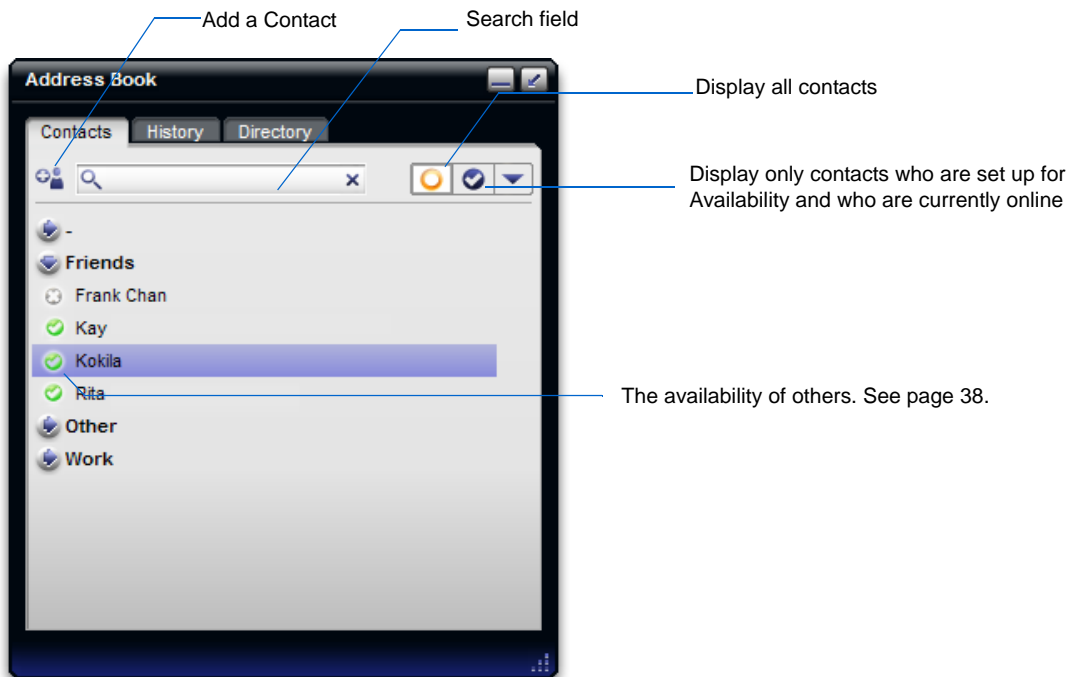 Add a Contact
Search field
Address Book
Display all contacts
Contacts
History
Directory
Display only contacts who are set up for
Availability and who are currently online
-
Friends
Frank Chan
Kay
Kokila
Rita
The availability of others. See page 38.
Other
Work